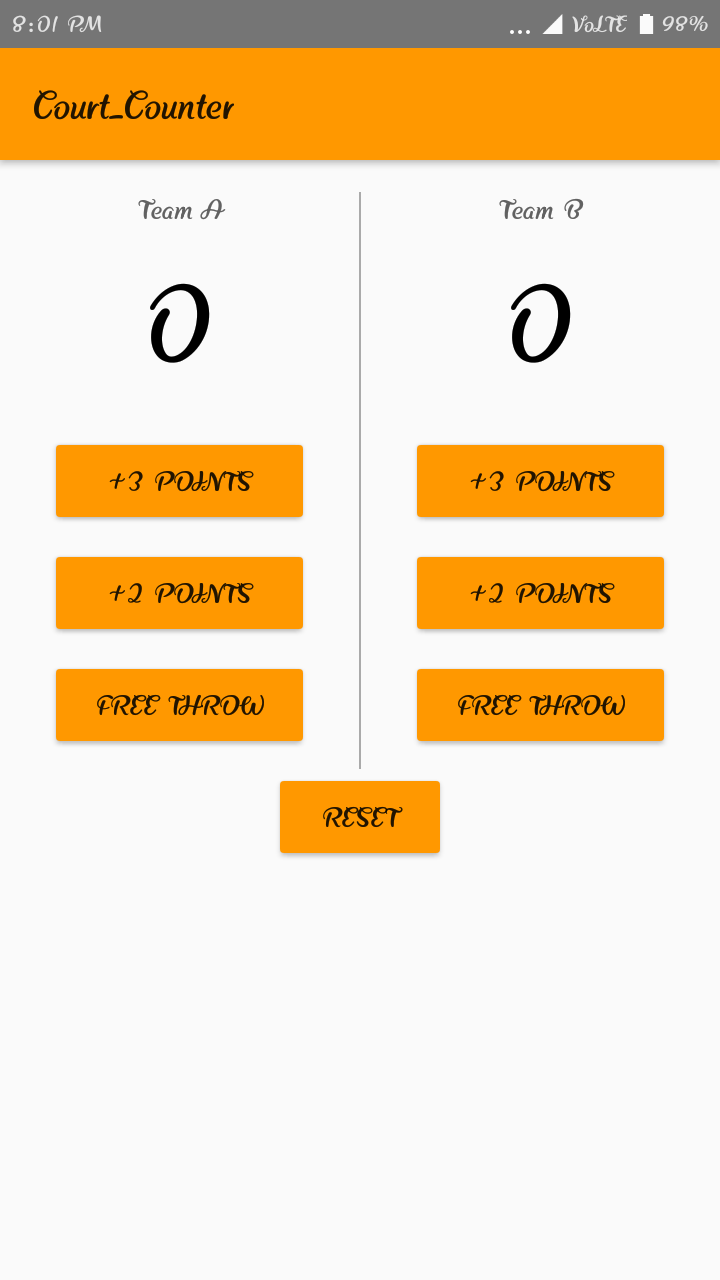 8:01 PM ... VoLTE 98%
Court_Counter
Team A Team B
0 0
+3 POINTS +3 POINTS
+2 POINTS +2 POINTS
FREE THROW FREE THROW
RESET